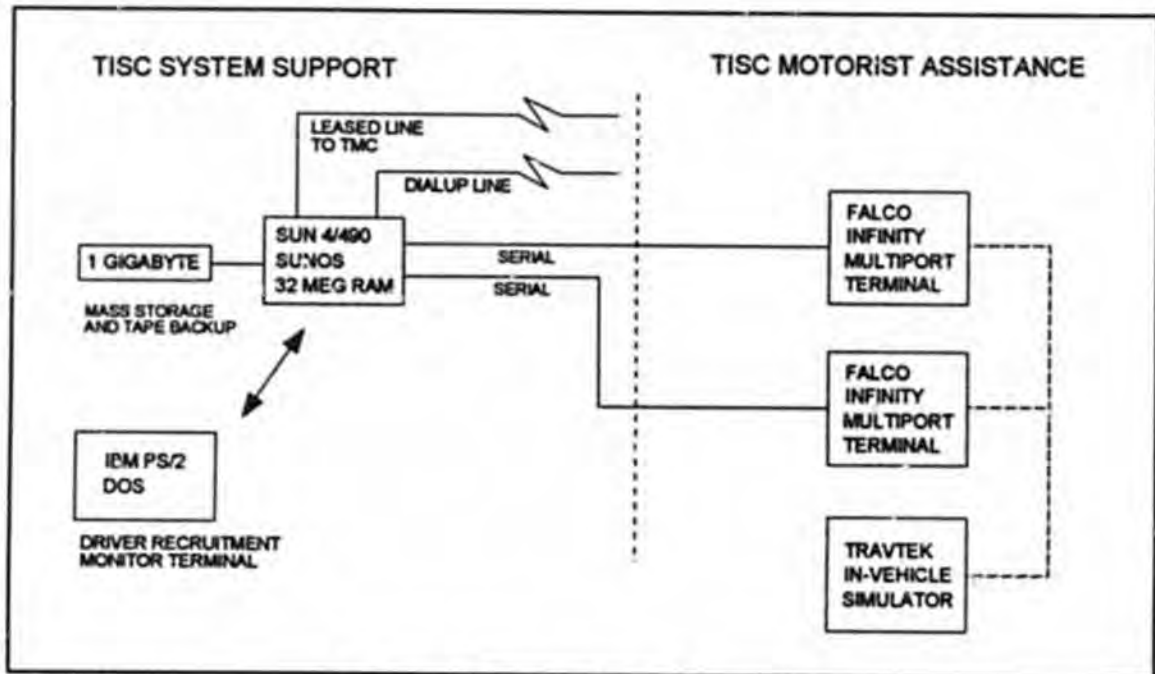 TISC SYSTEM SUPPORT
TISC MOTORIST ASSISTANCE
LEASED LINE
TO TMC
DIALUP LINE
1 GIGABYTE
MASS STORAGE
AND TAPE BACKUP
SUN 4/490
SUNOS
32 MEG RAM
SERIAL
SERIAL
FALCO
INFINITY
MULTIPORT
TERMINAL
FALCO
INFINITY
MULTIPORT
TERMINAL
IBM PS/2
DOS
DRIVER RECRUITMENT
MONITOR TERMINAL
TRAVTEK
IN-VEHICLE
SIMULATOR